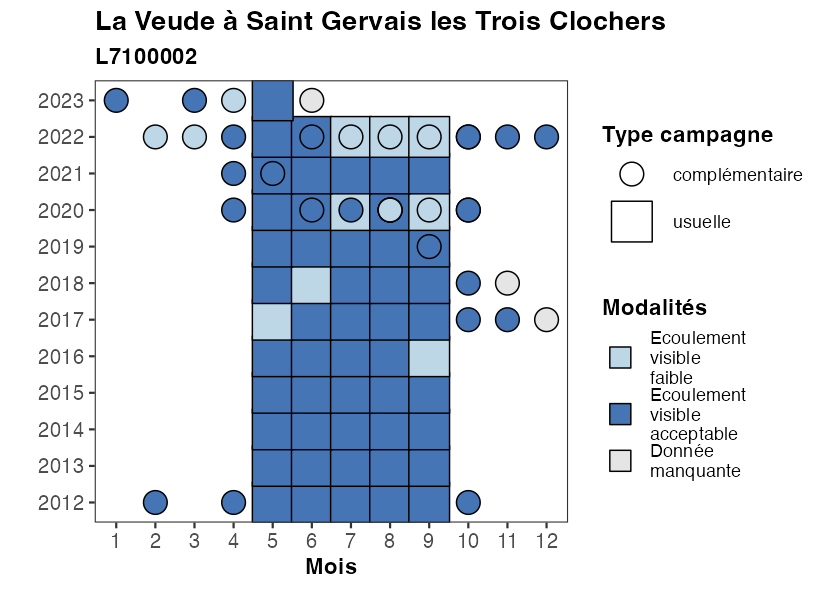 La Veude à Saint Gervais les Trois Clochers
L7100002
2023
2022
2021
2020
2019
2018
2017
2016
2015
2014
2013
2012
1 2 3 4 5 6 7 8 9 10 11 12
Mois
Type campagne
complémentaire
usuelle
Modalités
Ecoulement
visible
faible
Ecoulement
visible
acceptable
Donnée
manquante